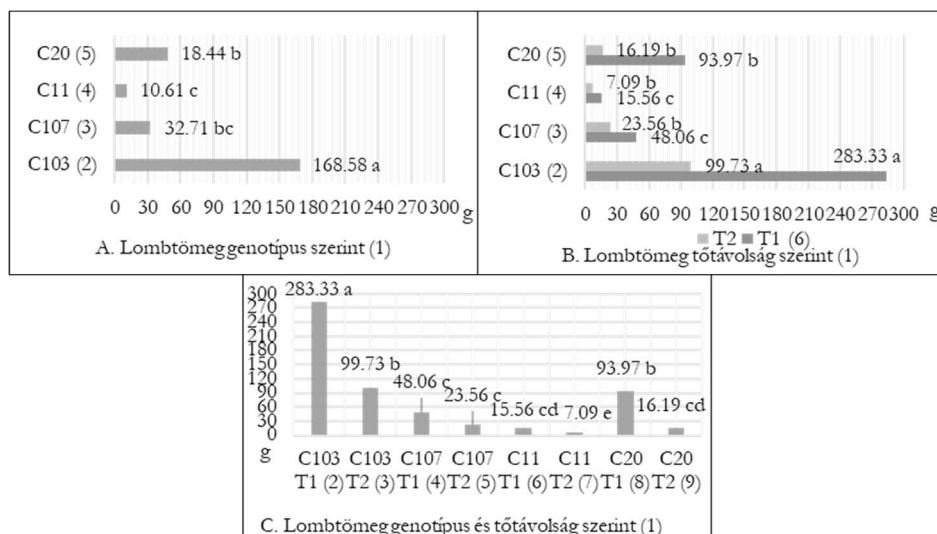 C20 (5)
18.44 b
C11 (4)
10.61 c
C107 (3)
32.71 bc
C103 (2)
168.58 a
0 30 60 90 120 150 180 210 240 270 300 g
A. Lombtömeg genotípus szerint (1)
C20 (5)
16.19 b
93.97 b
C11 (4)
7.09 b
15.56 c
C107 (3)
23.56 b
48.06 c
C103 (2)
99.73 a
283.33 a
0 30 60 90 120 150 180 210 240 270 300 g
T2 T1 (6)
B. Lombtömeg tőtávolság szerint (1)
300
270
240
210
180
150
120
90
60
30
0
g
283.33 a
99.73 b
48.06 c
23.56 c
15.56 cd
7.09 e
93.97 b
16.19 cd
C103 C103 C107 C107 C11 C11 C20 C20
T1 (2) T2 (3) T1 (4) T2 (5) T1 (6) T2 (7) T1 (8) T2 (9)
C. Lombtömeg genotípus és tőtávolság szerint (1)